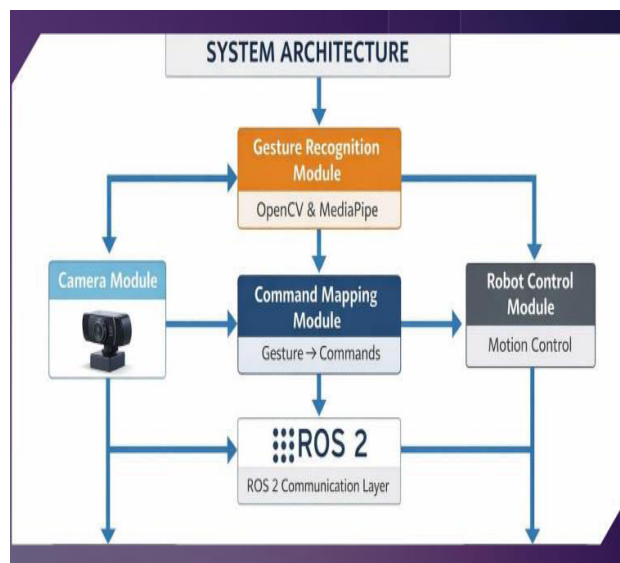 SYSTEM ARCHITECTURE
Gesture Recognition
Module
OpenCV & MediaPipe
Camera Module
Command Mapping
Module
Gesture → Commands
Robot Control
Module
Motion Control
ROS 2
ROS 2 Communication Layer